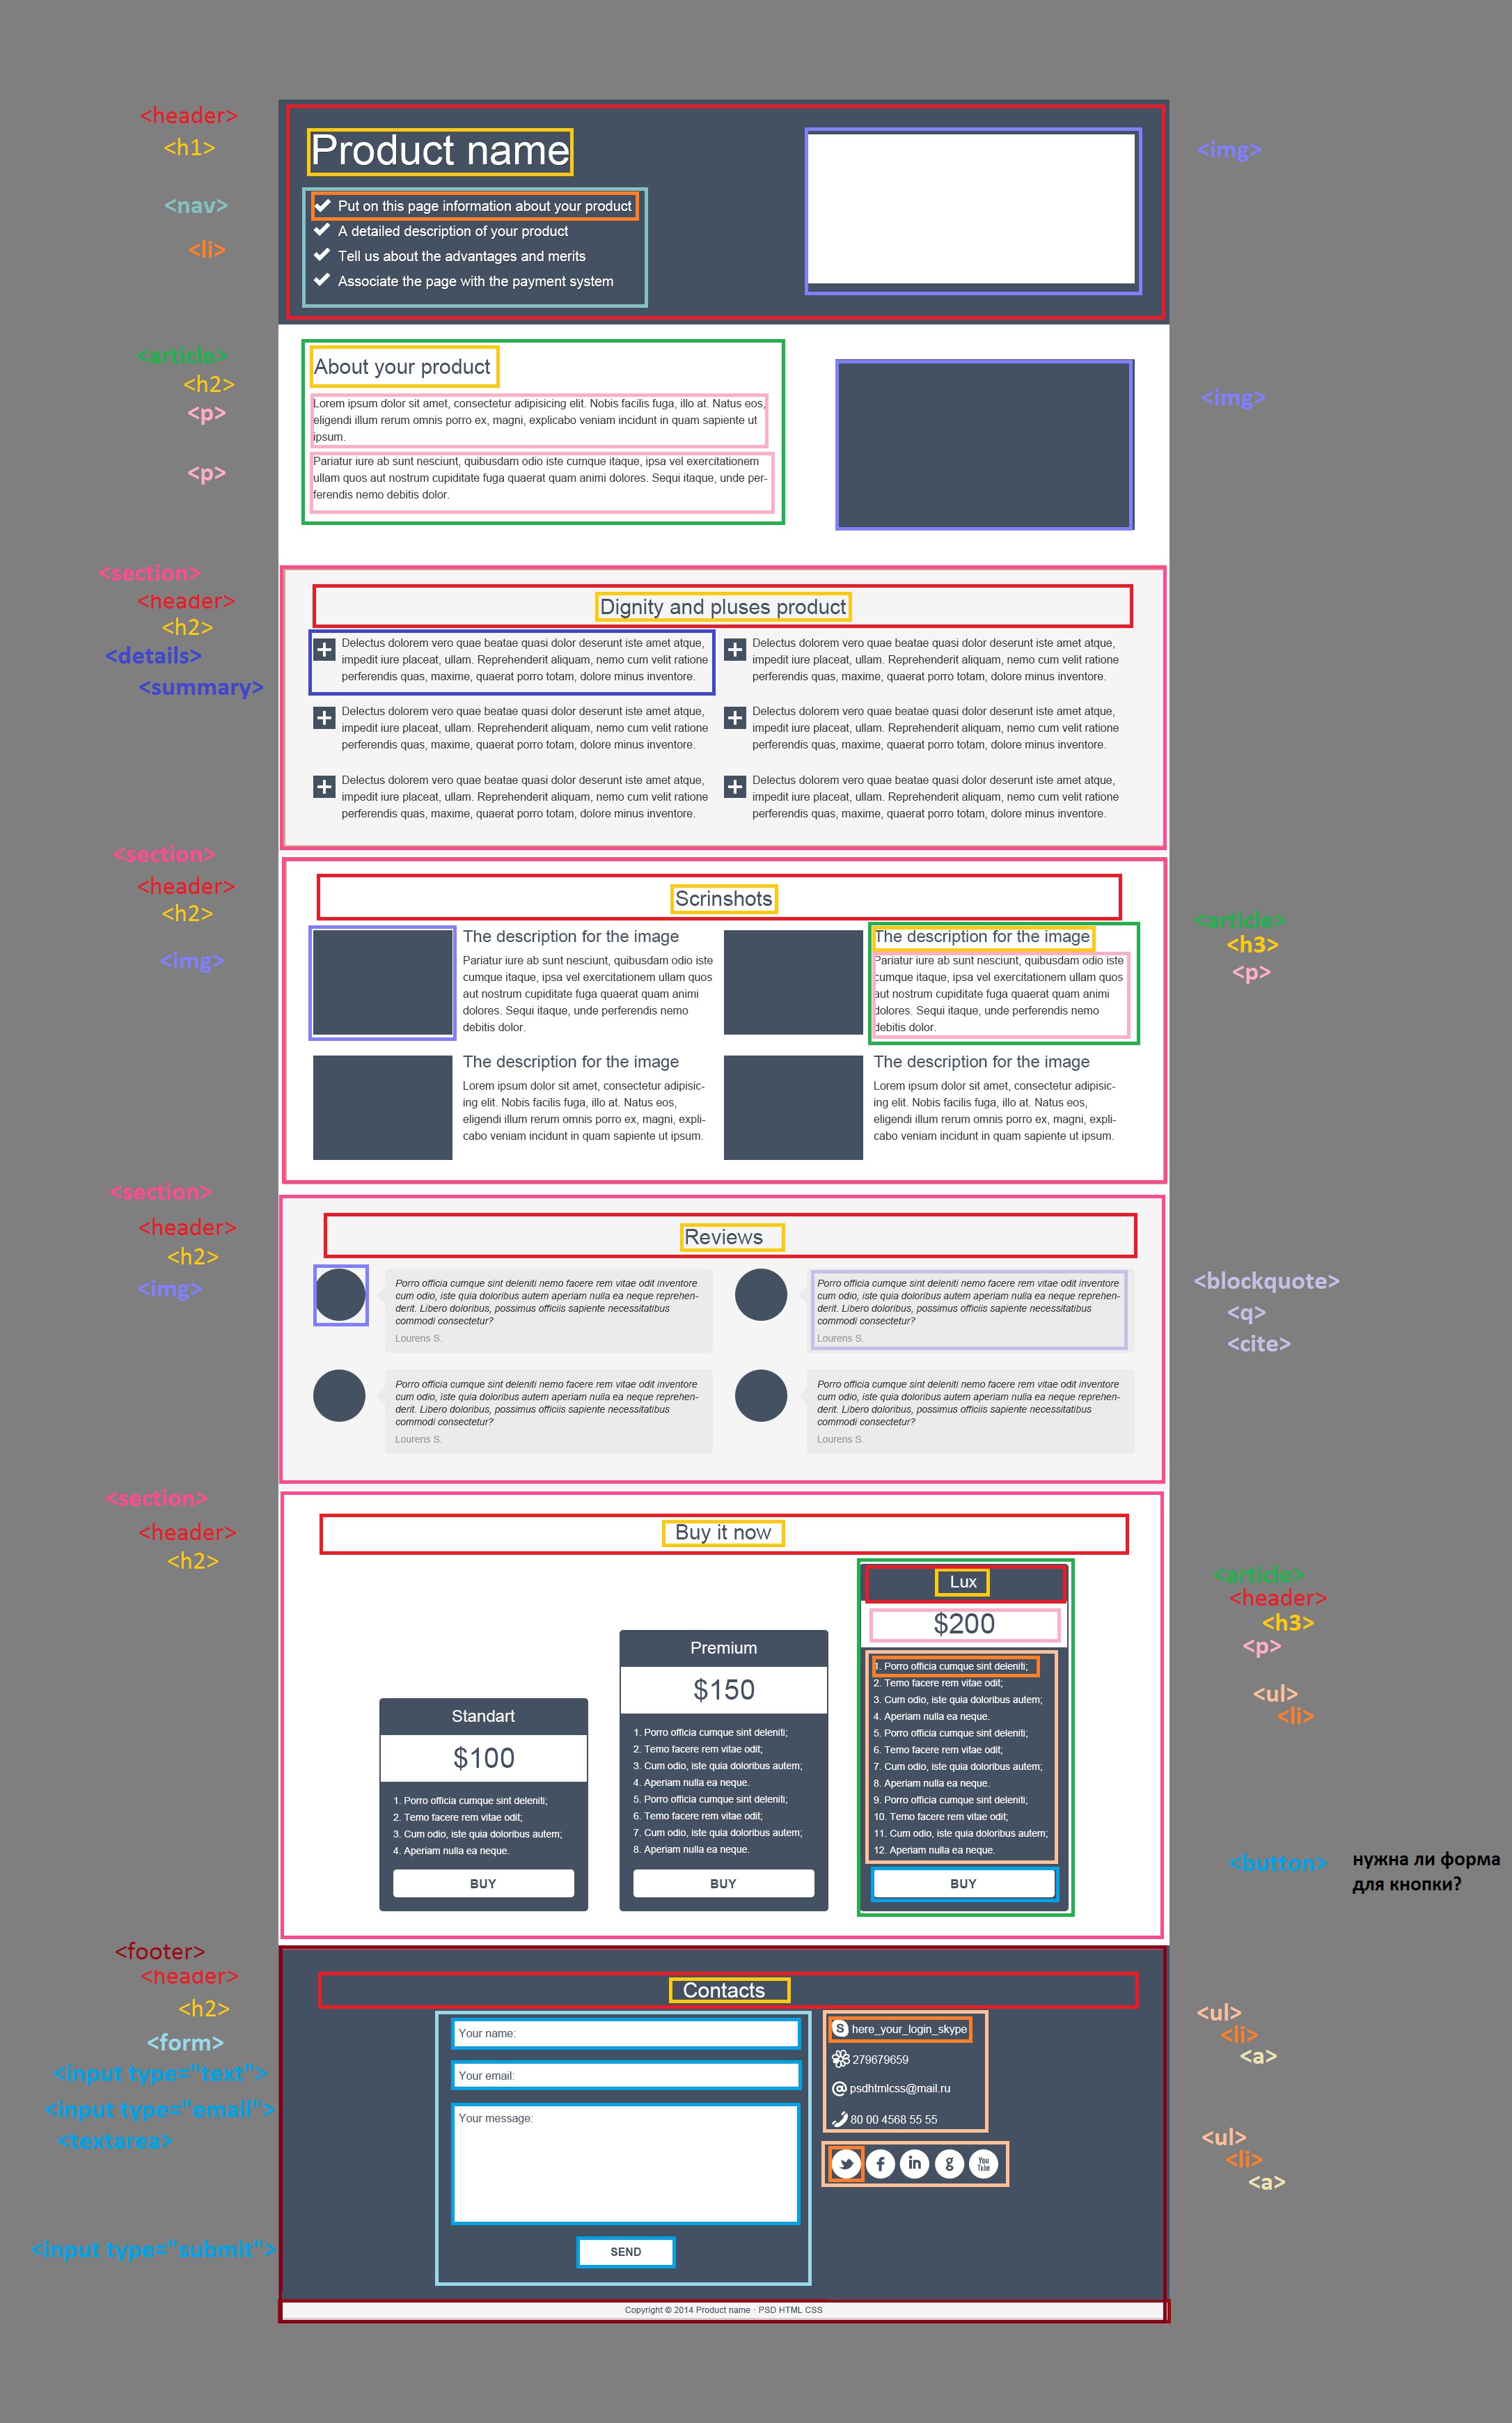 <header>
<h1>
Product name
<img>
<nav>
<li>
Put on this page information about your product
A detailed description of your product
Tell us about the advantages and merits
Associate the page with the payment system
<article>
<h2>
<p>
<p>
About your product
Lorem ipsum dolor sit amet, consectetur adipisicing elit. Nobis facilis fuga, illo at. Natus eos,
eligendi illum rerum omnis porro ex, magni, explicabo veniam incidunt in quam sapiente ut
ipsum.
Pariatur iure ab sunt nesciunt, quibusdam odio iste cumque itaque, ipsa vel exercitationem
ullam quos aut nostrum cupiditate fuga quaerat quam animi dolores. Sequi itaque, unde per-
ferendis nemo debitis dolor.
<img>
<section>
<header>
<h2>
<details>
<summary>
Dignity and pluses product
Delectus dolorem vero quae beatae quasi dolor deserunt iste amet atque,
impedit iure placeat, ullam. Reprehenderit aliquam, nemo cum velit ratione
perferendis quas, maxime, quaerat porro totam, dolore minus inventore.
Delectus dolorem vero quae beatae quasi dolor deserunt iste amet atque,
impedit iure placeat, ullam. Reprehenderit aliquam, nemo cum velit ratione
perferendis quas, maxime, quaerat porro totam, dolore minus inventore.
Delectus dolorem vero quae beatae quasi dolor deserunt iste amet atque,
impedit iure placeat, ullam. Reprehenderit aliquam, nemo cum velit ratione
perferendis quas, maxime, quaerat porro totam, dolore minus inventore.
Delectus dolorem vero quae beatae quasi dolor deserunt iste amet atque,
impedit iure placeat, ullam. Reprehenderit aliquam, nemo cum velit ratione
perferendis quas, maxime, quaerat porro totam, dolore minus inventore.
Delectus dolorem vero quae beatae quasi dolor deserunt iste amet atque,
impedit iure placeat, ullam. Reprehenderit aliquam, nemo cum velit ratione
perferendis quas, maxime, quaerat porro totam, dolore minus inventore.
Delectus dolorem vero quae beatae quasi dolor deserunt iste amet atque,
impedit iure placeat, ullam. Reprehenderit aliquam, nemo cum velit ratione
perferendis quas, maxime, quaerat porro totam, dolore minus inventore.
<section>
<header>
<h2>
<img>
Scrinshots
The description for the image
Pariatur iure ab sunt nesciunt, quibusdam odio iste
cumque itaque, ipsa vel exercitationem ullam quos
aut nostrum cupiditate fuga quaerat quam animi
dolores. Sequi itaque, unde perferendis nemo
debitis dolor.
The description for the image
Pariatur iure ab sunt nesciunt, quibusdam odio iste
cumque itaque, ipsa vel exercitationem ullam quos
aut nostrum cupiditate fuga quaerat quam animi
dolores. Sequi itaque, unde perferendis nemo
debitis dolor.
<article>
<h3>
<p>
The description for the image
Lorem ipsum dolor sit amet, consectetur adipisic-
ing elit. Nobis facilis fuga, illo at. Natus eos,
eligendi illum rerum omnis porro ex, magni, expli-
cabo veniam incidunt in quam sapiente ut ipsum.
The description for the image
Lorem ipsum dolor sit amet, consectetur adipisic-
ing elit. Nobis facilis fuga, illo at. Natus eos,
eligendi illum rerum omnis porro ex, magni, expli-
cabo veniam incidunt in quam sapiente ut ipsum.
<section>
<header>
<h2>
<img>
Reviews
Porro officia cumque sint deleniti nemo facere rem vitae odit inventore
cum odio, iste quia doloribus autem aperiam nulla ea neque reprehen-
derit. Libero doloribus, possimus officiis sapiente necessitatibus
commodi consectetur?
Lourens S.
Porro officia cumque sint deleniti nemo facere rem vitae odit inventore
cum odio, iste quia doloribus autem aperiam nulla ea neque reprehen-
derit. Libero doloribus, possimus officiis sapiente necessitatibus
commodi consectetur?
Lourens S.
<blockquote>
<q>
<cite>
Porro officia cumque sint deleniti nemo facere rem vitae odit inventore
cum odio, iste quia doloribus autem aperiam nulla ea neque reprehen-
derit. Libero doloribus, possimus officiis sapiente necessitatibus
commodi consectetur?
Lourens S.
Porro officia cumque sint deleniti nemo facere rem vitae odit inventore
cum odio, iste quia doloribus autem aperiam nulla ea neque reprehen-
derit. Libero doloribus, possimus officiis sapiente necessitatibus
commodi consectetur?
Lourens S.
<section>
<header>
<h2>
Buy it now
Standart
$100
1. Porro officia cumque sint deleniti;
2. Temo facere rem vitae odit;
3. Cum odio, iste quia doloribus autem;
4. Aperiam nulla ea neque.
BUY
Premium
$150
1. Porro officia cumque sint deleniti;
2. Temo facere rem vitae odit;
3. Cum odio, iste quia doloribus autem;
4. Aperiam nulla ea neque.
5. Porro officia cumque sint deleniti;
6. Temo facere rem vitae odit;
7. Cum odio, iste quia doloribus autem;
8. Aperiam nulla ea neque.
BUY
Lux
$200
1. Porro officia cumque sint deleniti;
2. Temo facere rem vitae odit;
3. Cum odio, iste quia doloribus autem;
4. Aperiam nulla ea neque.
5. Porro officia cumque sint deleniti;
6. Temo facere rem vitae odit;
7. Cum odio, iste quia doloribus autem;
8. Aperiam nulla ea neque.
9. Porro officia cumque sint deleniti;
10. Temo facere rem vitae odit;
11. Cum odio, iste quia doloribus autem;
12. Aperiam nulla ea neque.
BUY
<article>
<header>
<h3>
<p>
<ul>
<li>
<button>
нужна ли форма
для кнопки?
<footer>
<header>
<h2>
<form>
<input type="text">
<input type="email">
<textarea>
<input type="submit">
Contacts
Your name:
Your email:
Your message:
SEND
here_your_login_skype
279679659
psdhtmlcss@mail.ru
80 00 4568 55 55
You
Tube
<ul>
<li>
<a>
<ul>
<li>
<a>
Copyright © 2014 Product name · PSD HTML CSS